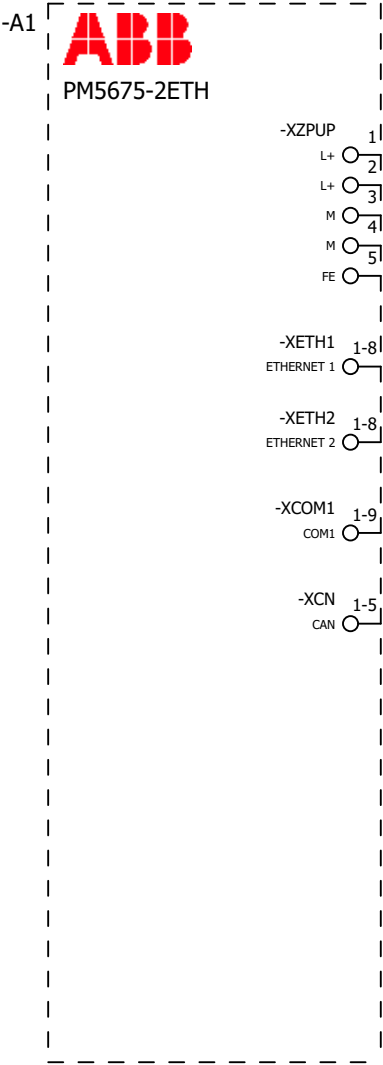 -A1
ABB
PM5675-2ETH
-XZPUP
1
L+
2
L+
3
M
4
M
5
FE
-XETH1
1-8
ETHERNET 1
-XETH2
1-8
ETHERNET 2
-XCOM1
1-9
COM1
-XCN
1-5
CAN